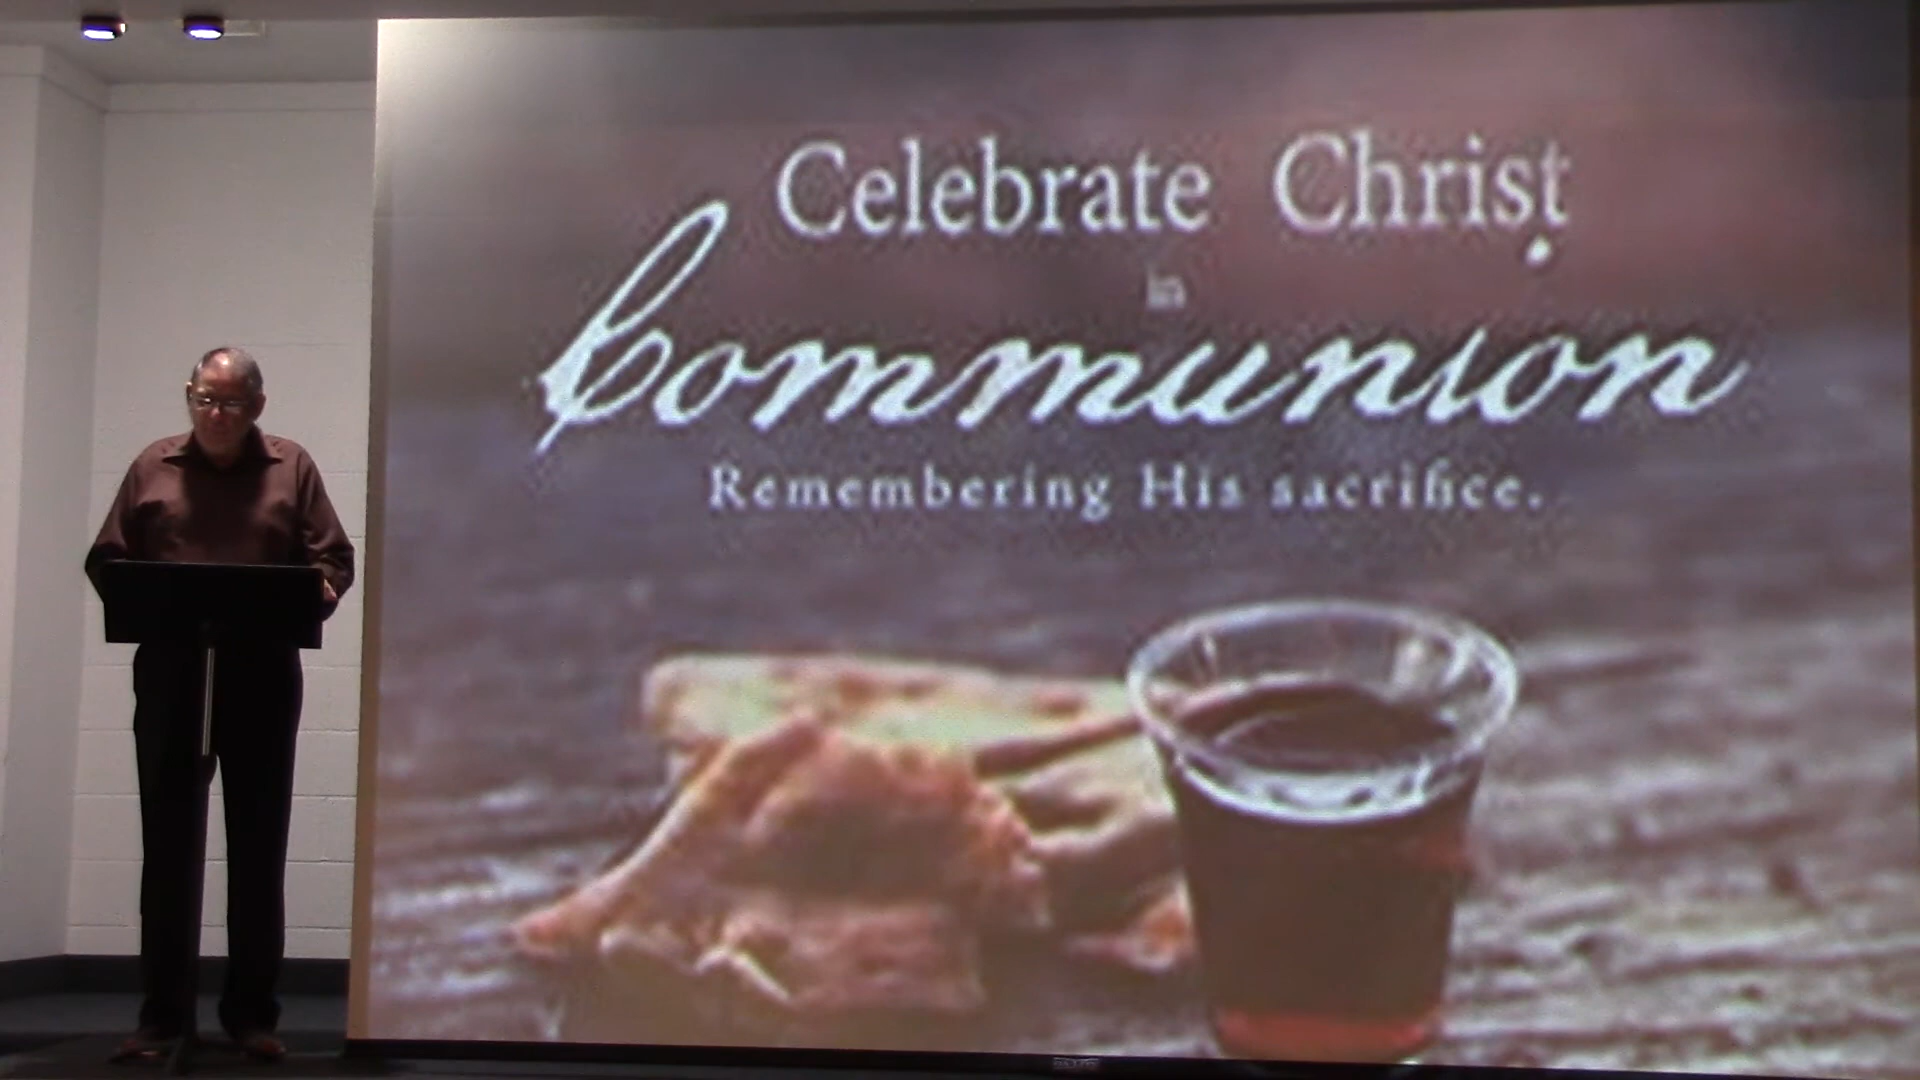 Celebrate Christ
in
Communion
Remembering His sacrifice.